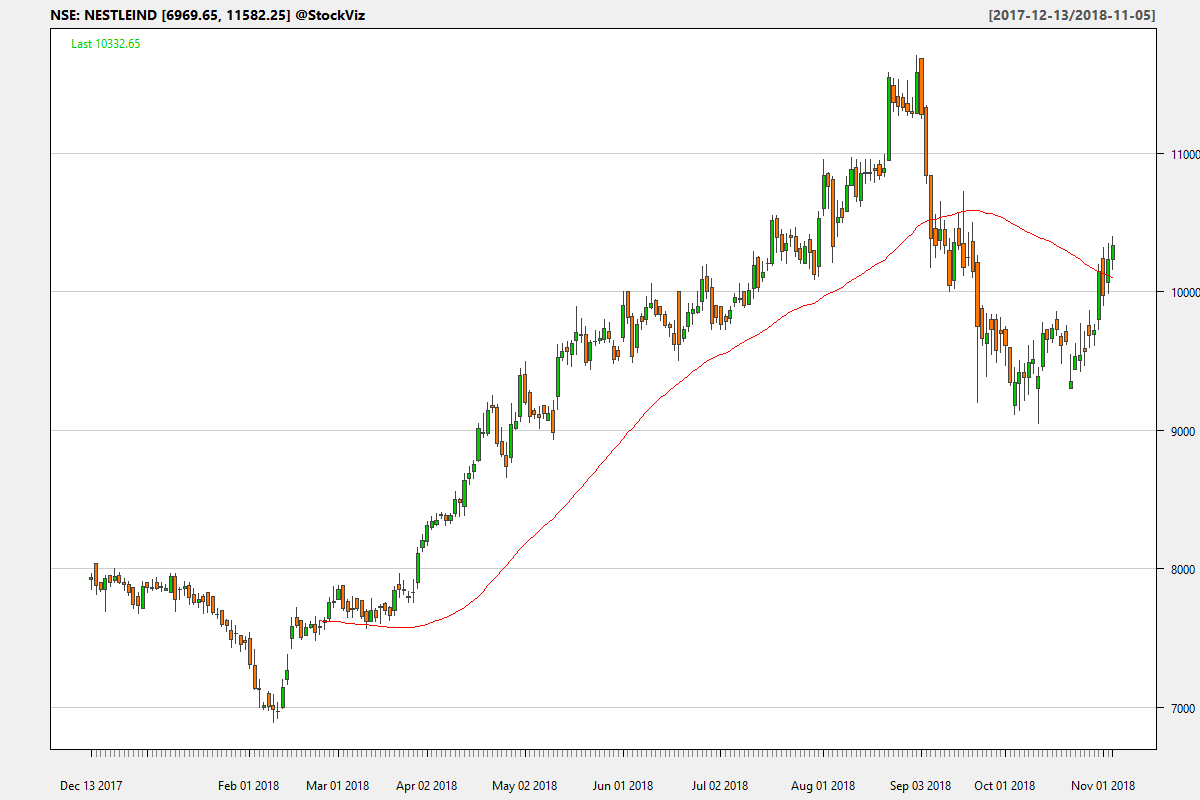 NSE: NESTLEIND [6969.65, 11582.25] @StockViz [2017-12-13/2018-11-05]
Last 10332.65
11000
10000
9000
8000
7000
Dec 13 2017 Feb 01 2018 Mar 01 2018 Apr 02 2018 May 02 2018 Jun 01 2018 Jul 02 2018 Aug 01 2018 Sep 03 2018 Oct 01 2018 Nov 01 2018